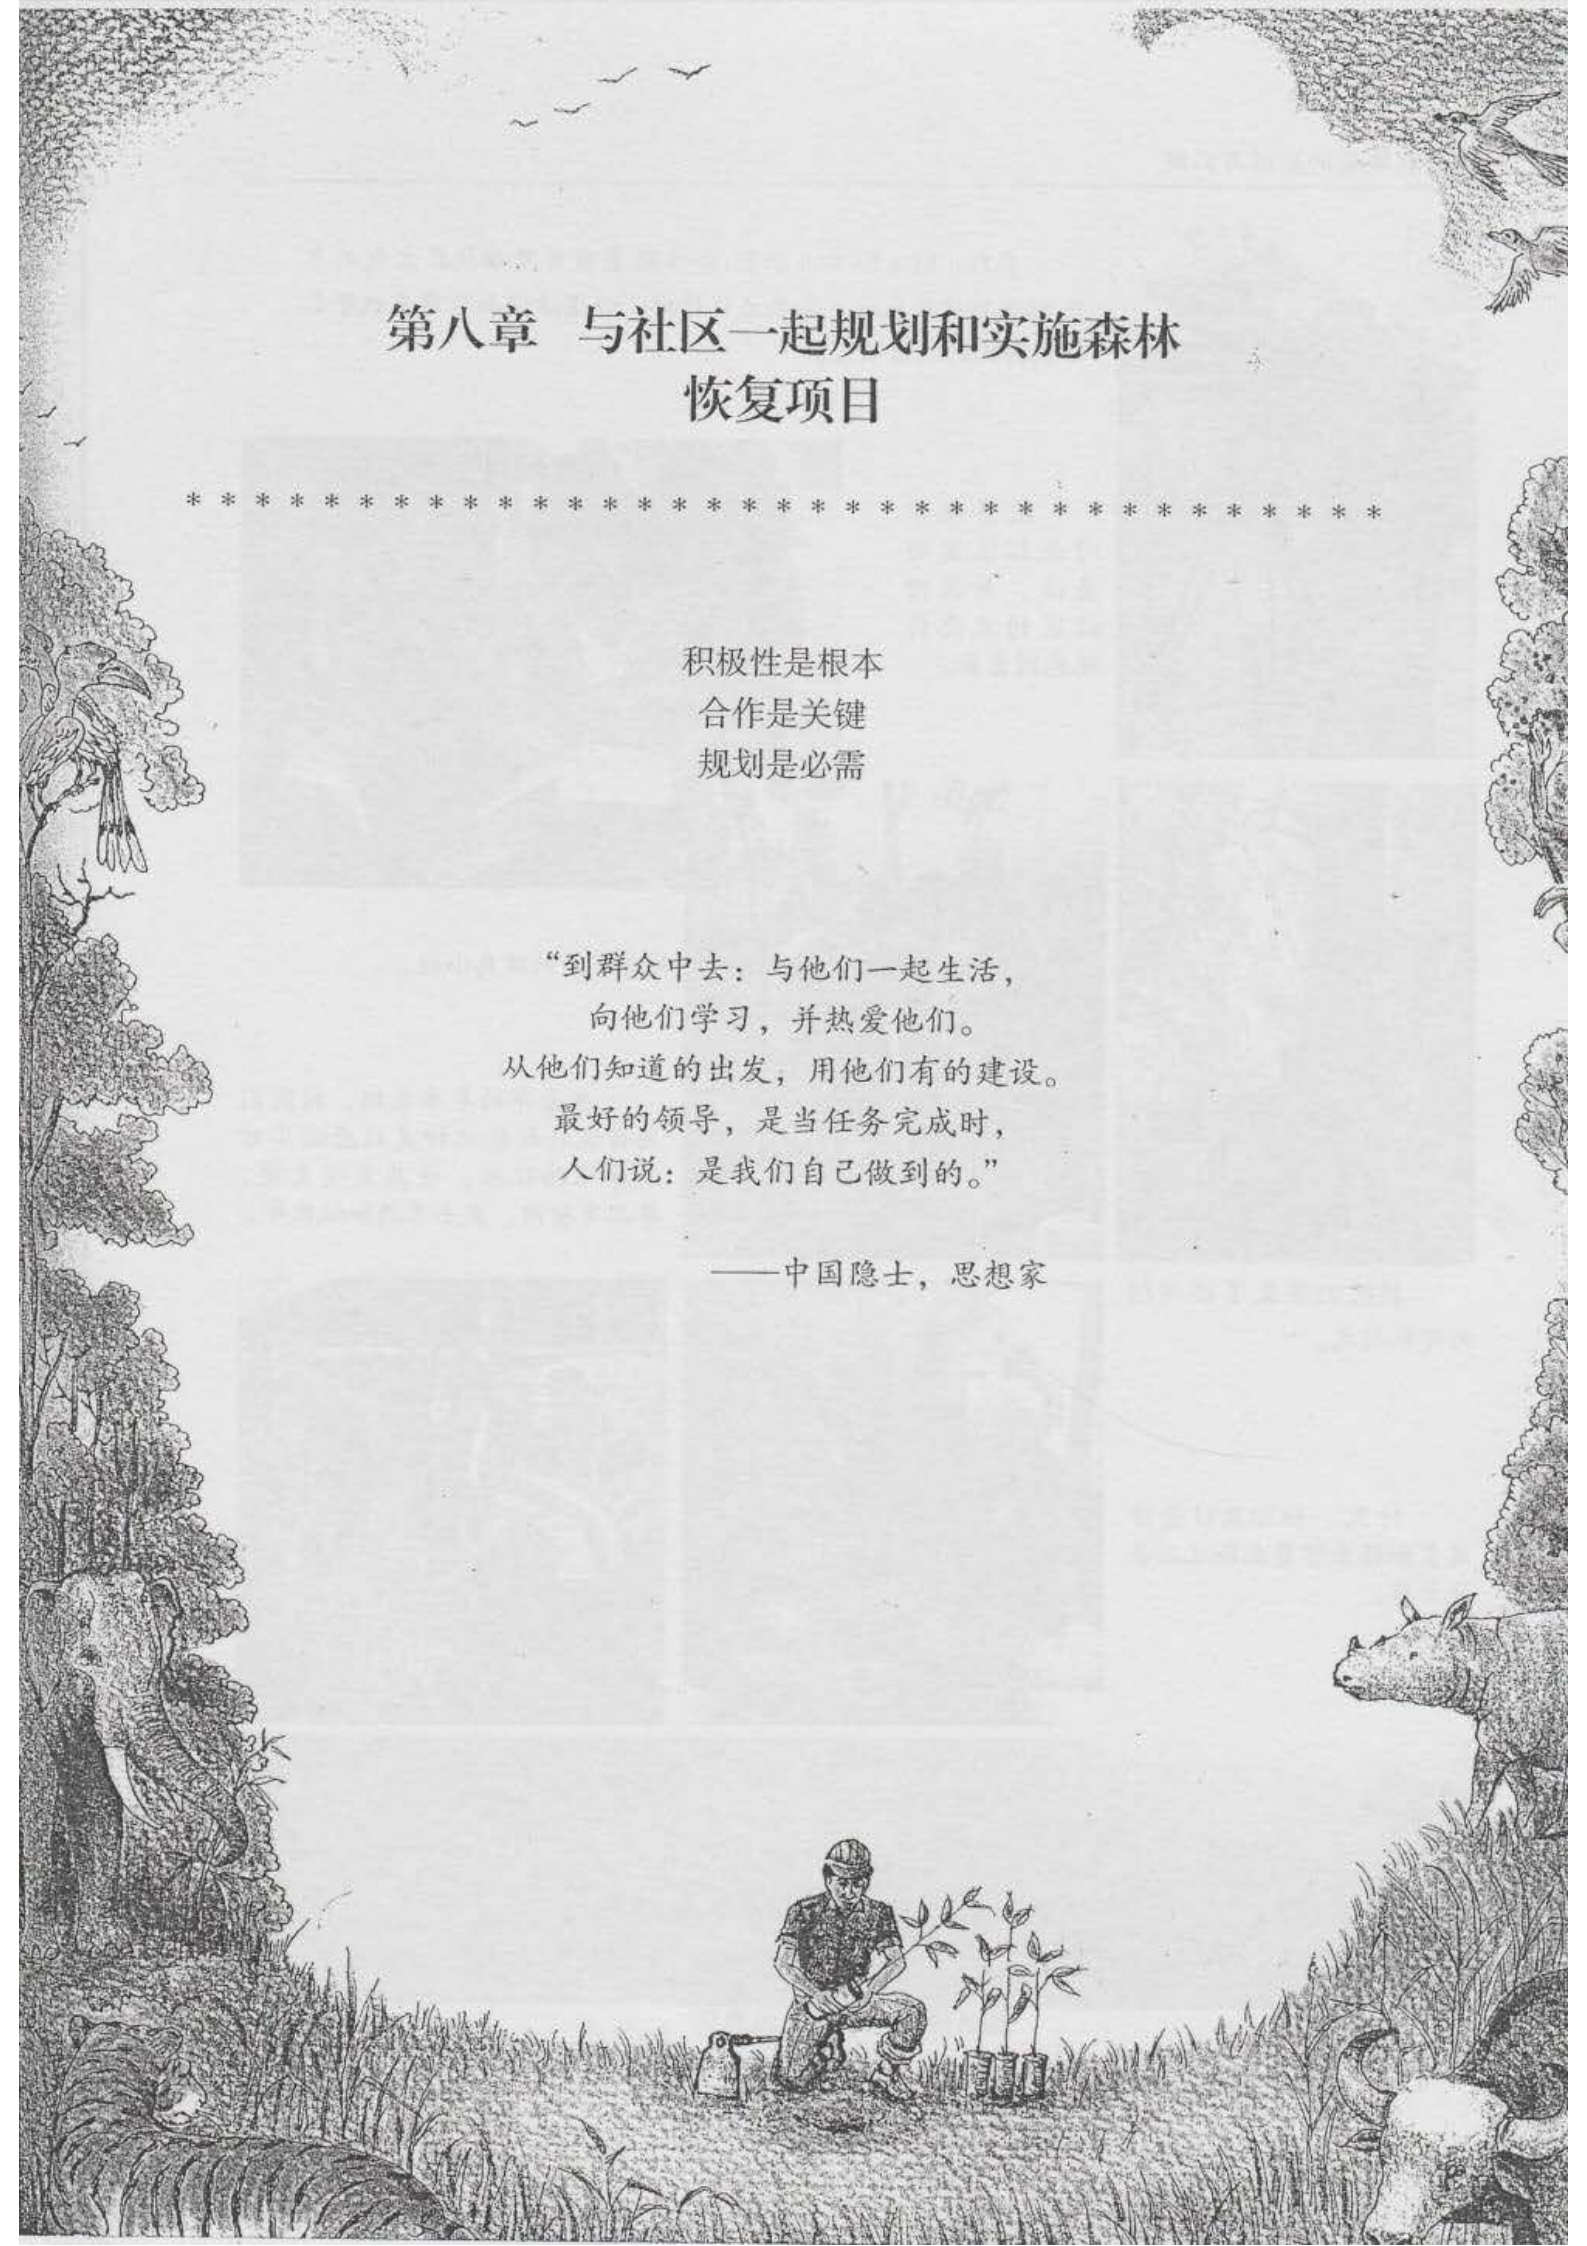 第八章 与社区一起规划和实施森林
恢复项目
* * * * * * * * * * * * * * * * * * * * * * * * * * * * * * * * * * *
积极性是根本
合作是关键
规划是必需
“到群众中去：与他们一起生活，
向他们学习，并热爱他们。
从他们知道的出发，用他们有的建设。
最好的领导，是当任务完成时，
人们说：是我们自己做到的。”
——中国隐士，思想家